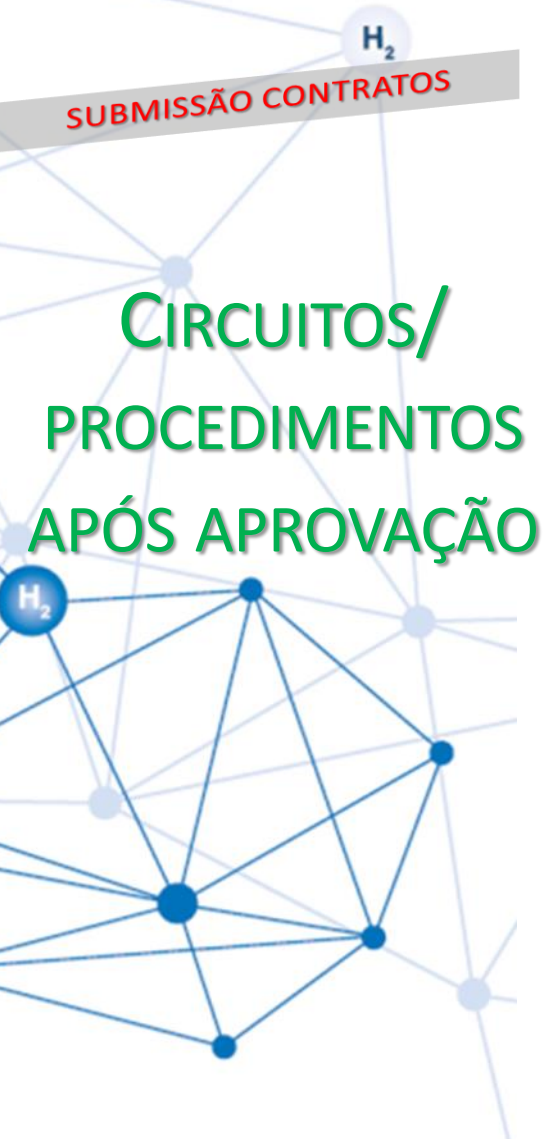 H₂
SUBMISSÃO CONTRATOS
CIRCUITOS/
PROCEDIMENTOS
APÓS APROVAÇÃO
H₂